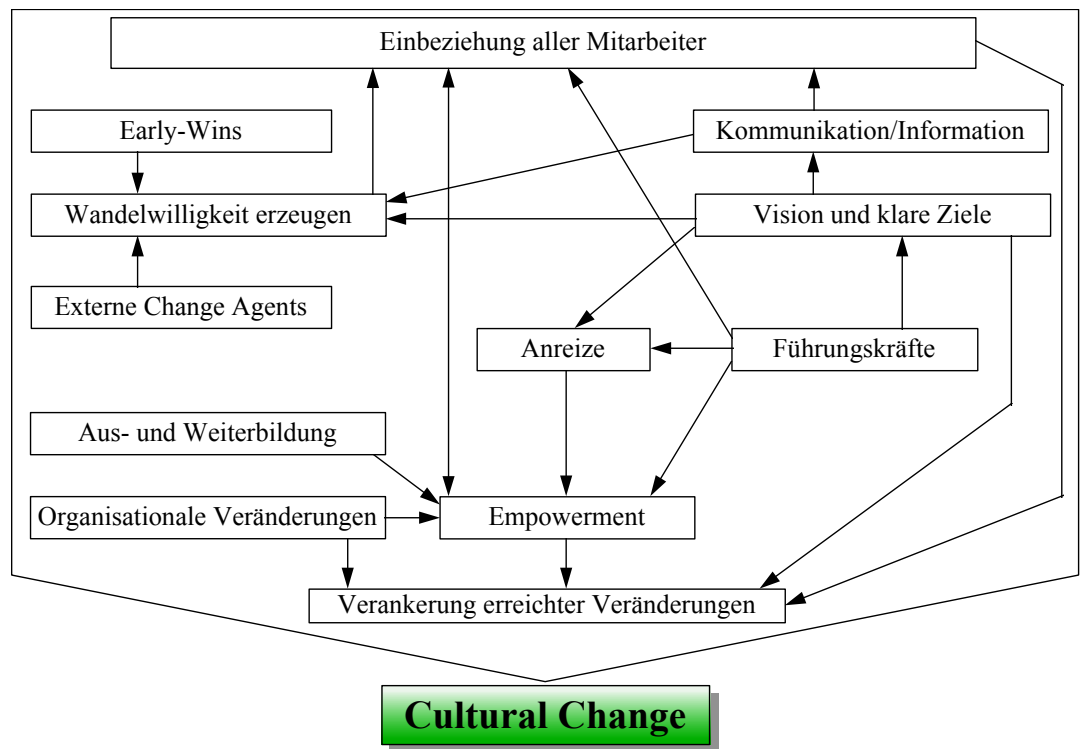 Einbeziehung aller Mitarbeiter
Early-Wins
Kommunikation/Information
Wandelwilligkeit erzeugen
Vision und klare Ziele
Externe Change Agents
Anreize
Führungskräfte
Aus- und Weiterbildung
Organisationale Veränderungen
Empowerment
Verankerung erreichter Veränderungen
Cultural Change